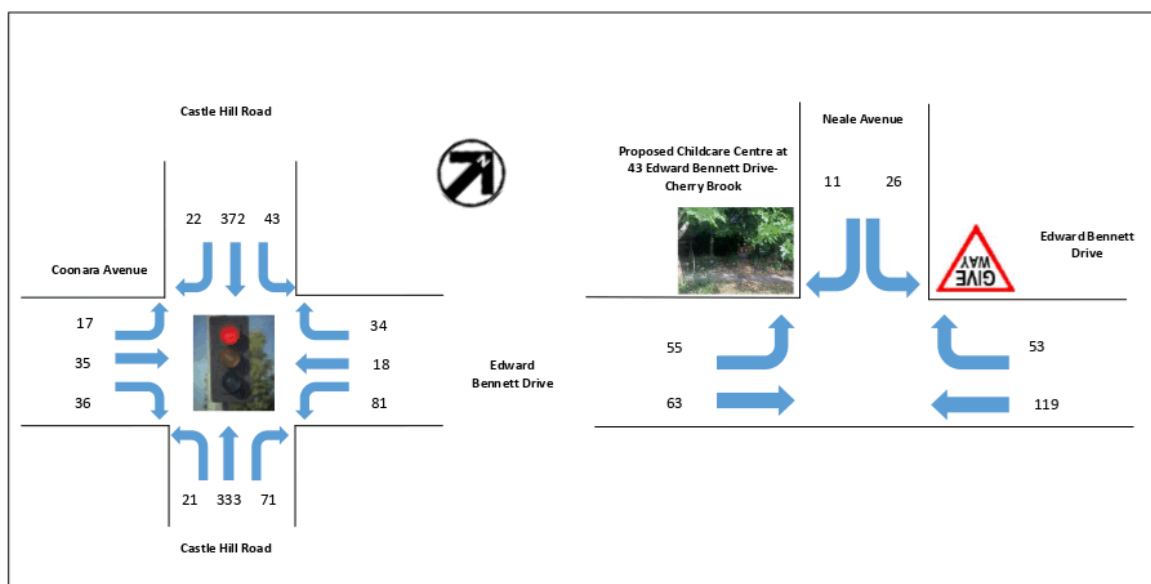 Castle Hill Road
N
22 372 43
Coonara Avenue
17
35
36
34
18
81
Edward
Bennett Drive
21 333 71
Castle Hill Road
Neale Avenue
Proposed Childcare Centre at
43 Edward Bennett Drive-
Cherry Brook
11 26
GIVE
WAY
Edward Bennett
Drive
55
63
53
119